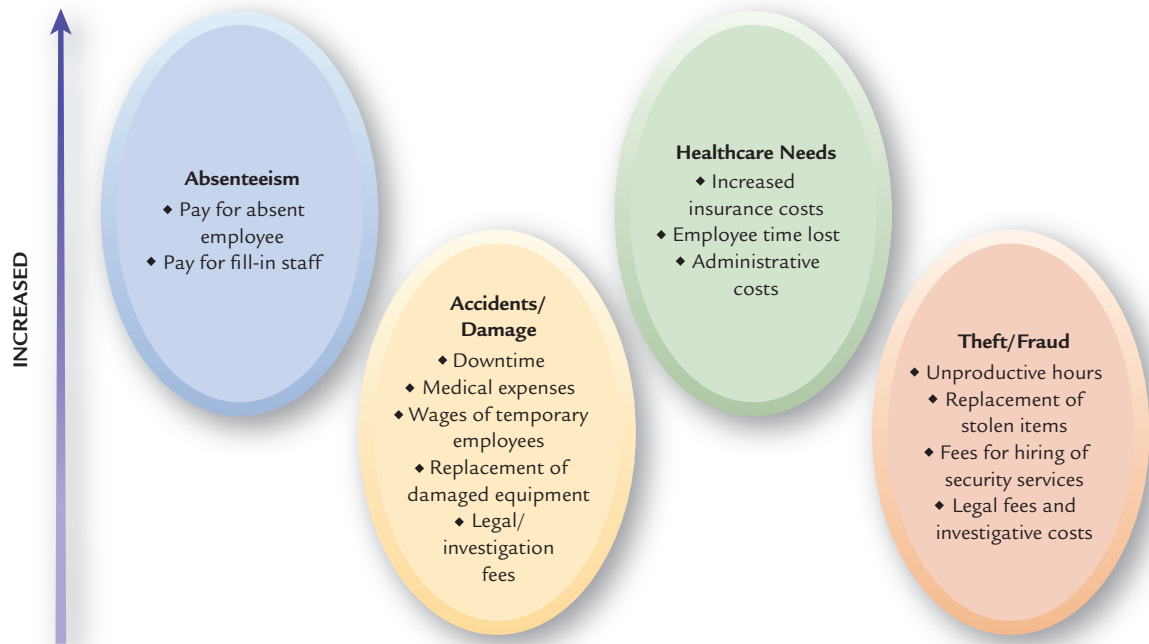 INCREASED
Absenteeism
◆ Pay for absent
employee
◆ Pay for fill-in staff
Accidents/
Damage
◆ Downtime
◆ Medical expenses
◆ Wages of temporary
employees
◆ Replacement of
damaged equipment
◆ Legal/
investigation
fees
Healthcare Needs
◆ Increased
insurance costs
◆ Employee time lost
◆ Administrative
costs
Theft/Fraud
◆ Unproductive hours
◆ Replacement of
stolen items
◆ Fees for hiring of
security services
◆ Legal fees and
investigative costs